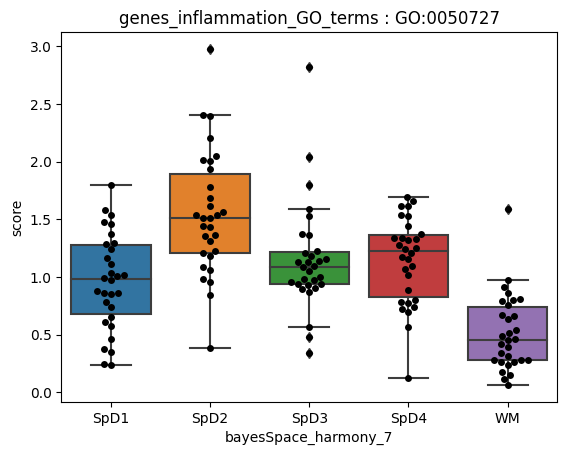 genes_inflammation_GO_terms : GO:0050727
3.0
2.5
2.0
1.5
1.0
0.5
0.0
score
SpD1 SpD2 SpD3 SpD4 WM
bayesSpace_harmony_7